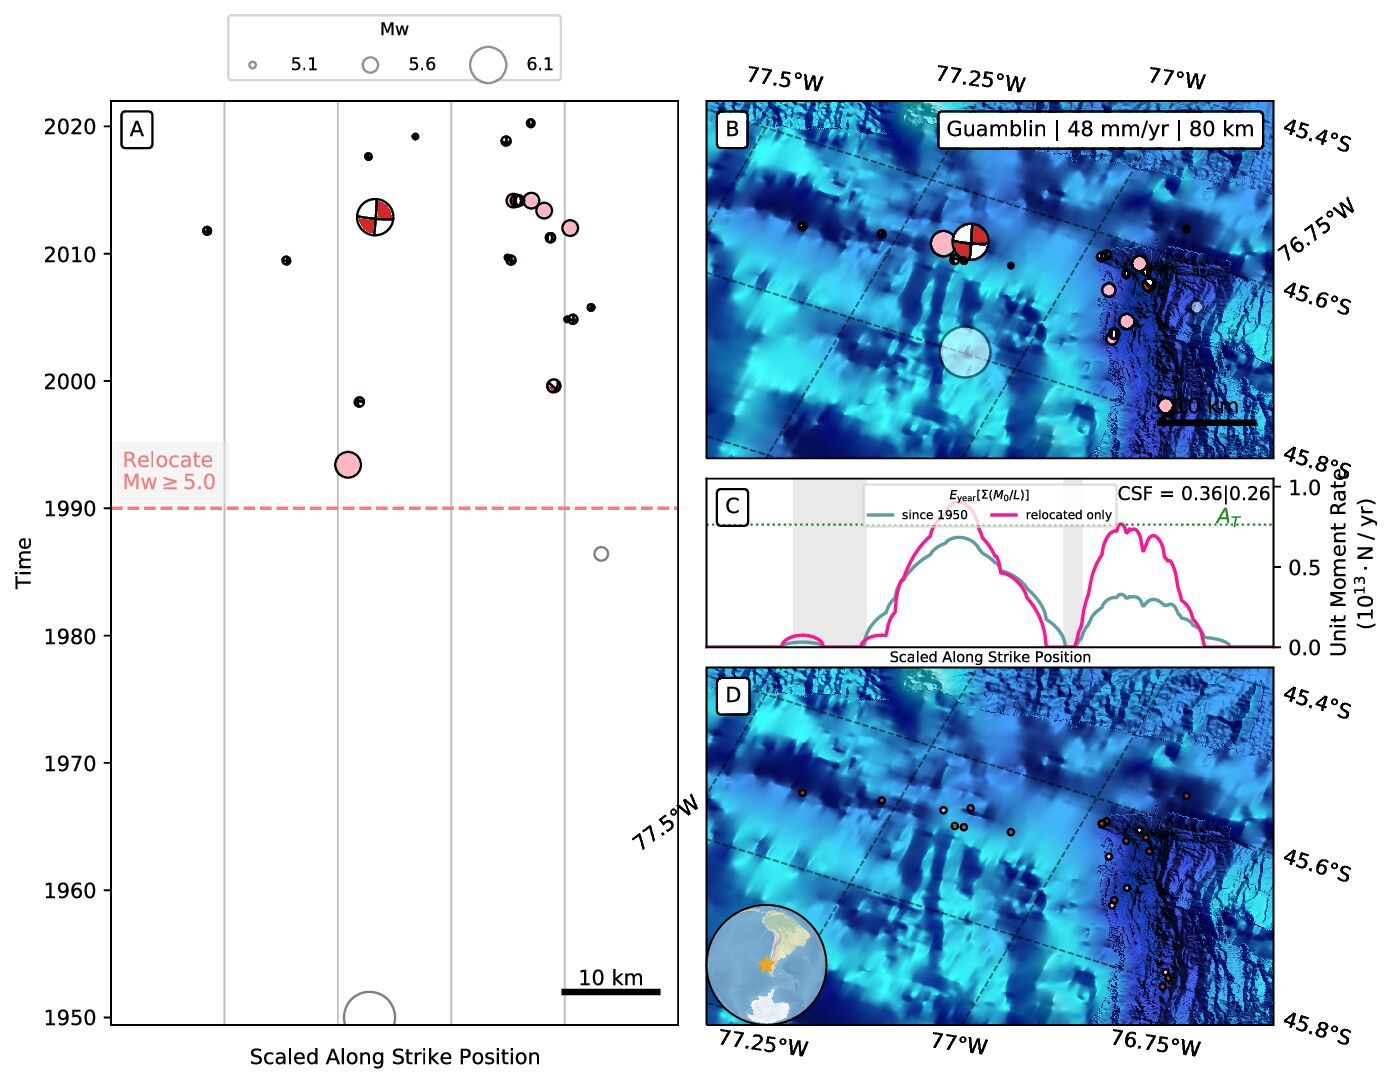 Mw
5.1
5.6
6.1
A
2020
2010
2000
1990
1980
1970
1960
1950
Time
Relocate
Mw ≥ 5.0
10 km
Scaled Along Strike Position
77.5°W
77.25°W
77°W
B
Guamblin | 48 mm/yr | 80 km
45.4°S
76.75°W
45.6°S
45.8°S
10 km
C
E_year[Σ(M₀/L)]
since 1950
relocated only
CSF = 0.36|0.26
A_T
1.0
0.5
0.0
Unit Moment Rate
(10¹³ · N / yr)
Scaled Along Strike Position
D
45.4°S
77.5°W
45.6°S
45.8°S
77.25°W
77°W
76.75°W